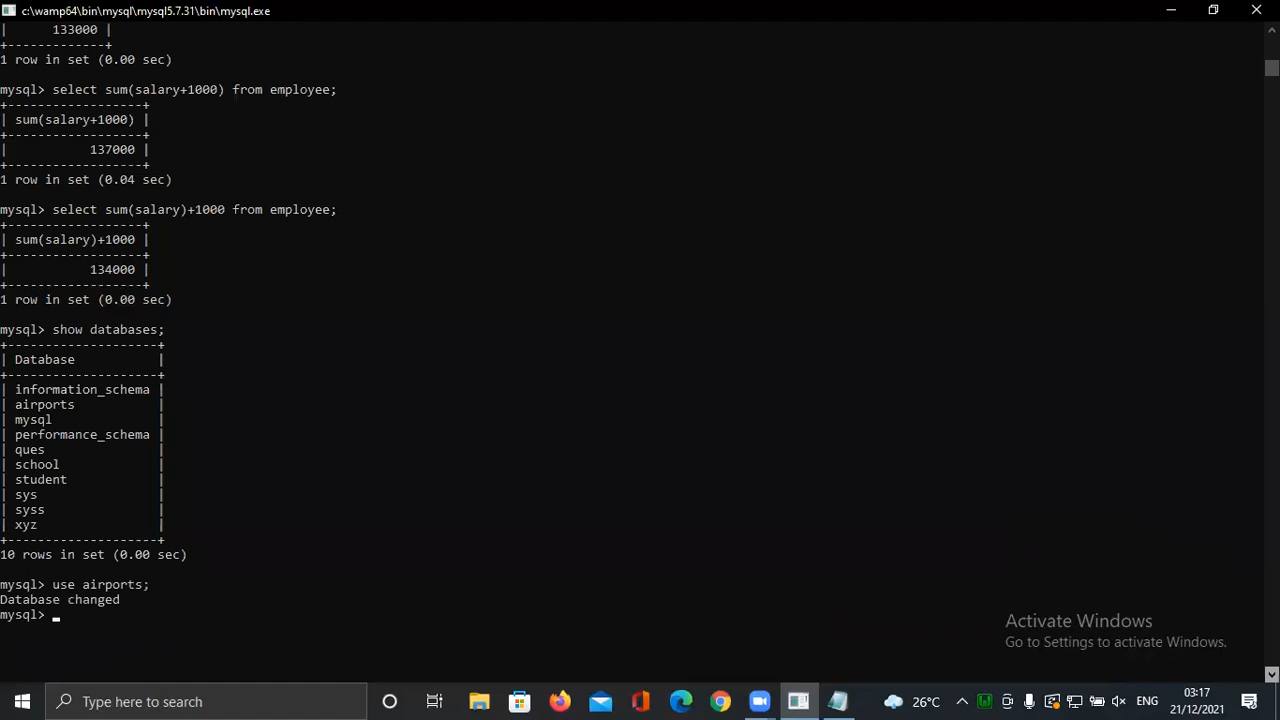 c:\wamp64\bin\mysql\mysql5.7.31\bin\mysql.exe
|      133000 |
+-------------+
1 row in set (0.00 sec)
mysql> select sum(salary+1000) from employee;
+------------------+
| sum(salary+1000) |
+------------------+
|           137000 |
+------------------+
1 row in set (0.04 sec)
mysql> select sum(salary)+1000 from employee;
+------------------+
| sum(salary)+1000 |
+------------------+
|           134000 |
+------------------+
1 row in set (0.00 sec)
mysql> show databases;
+--------------------+
| Database           |
+--------------------+
| information_schema |
| airports           |
| mysql              |
| performance_schema |
| ques               |
| school             |
| student            |
| sys                |
| syss               |
| xyz                |
+--------------------+
10 rows in set (0.00 sec)
mysql> use airports;
Database changed
mysql>
Activate Windows
Go to Settings to activate Windows.
Type here to search
26°C
ENG
03:17
21/12/2021